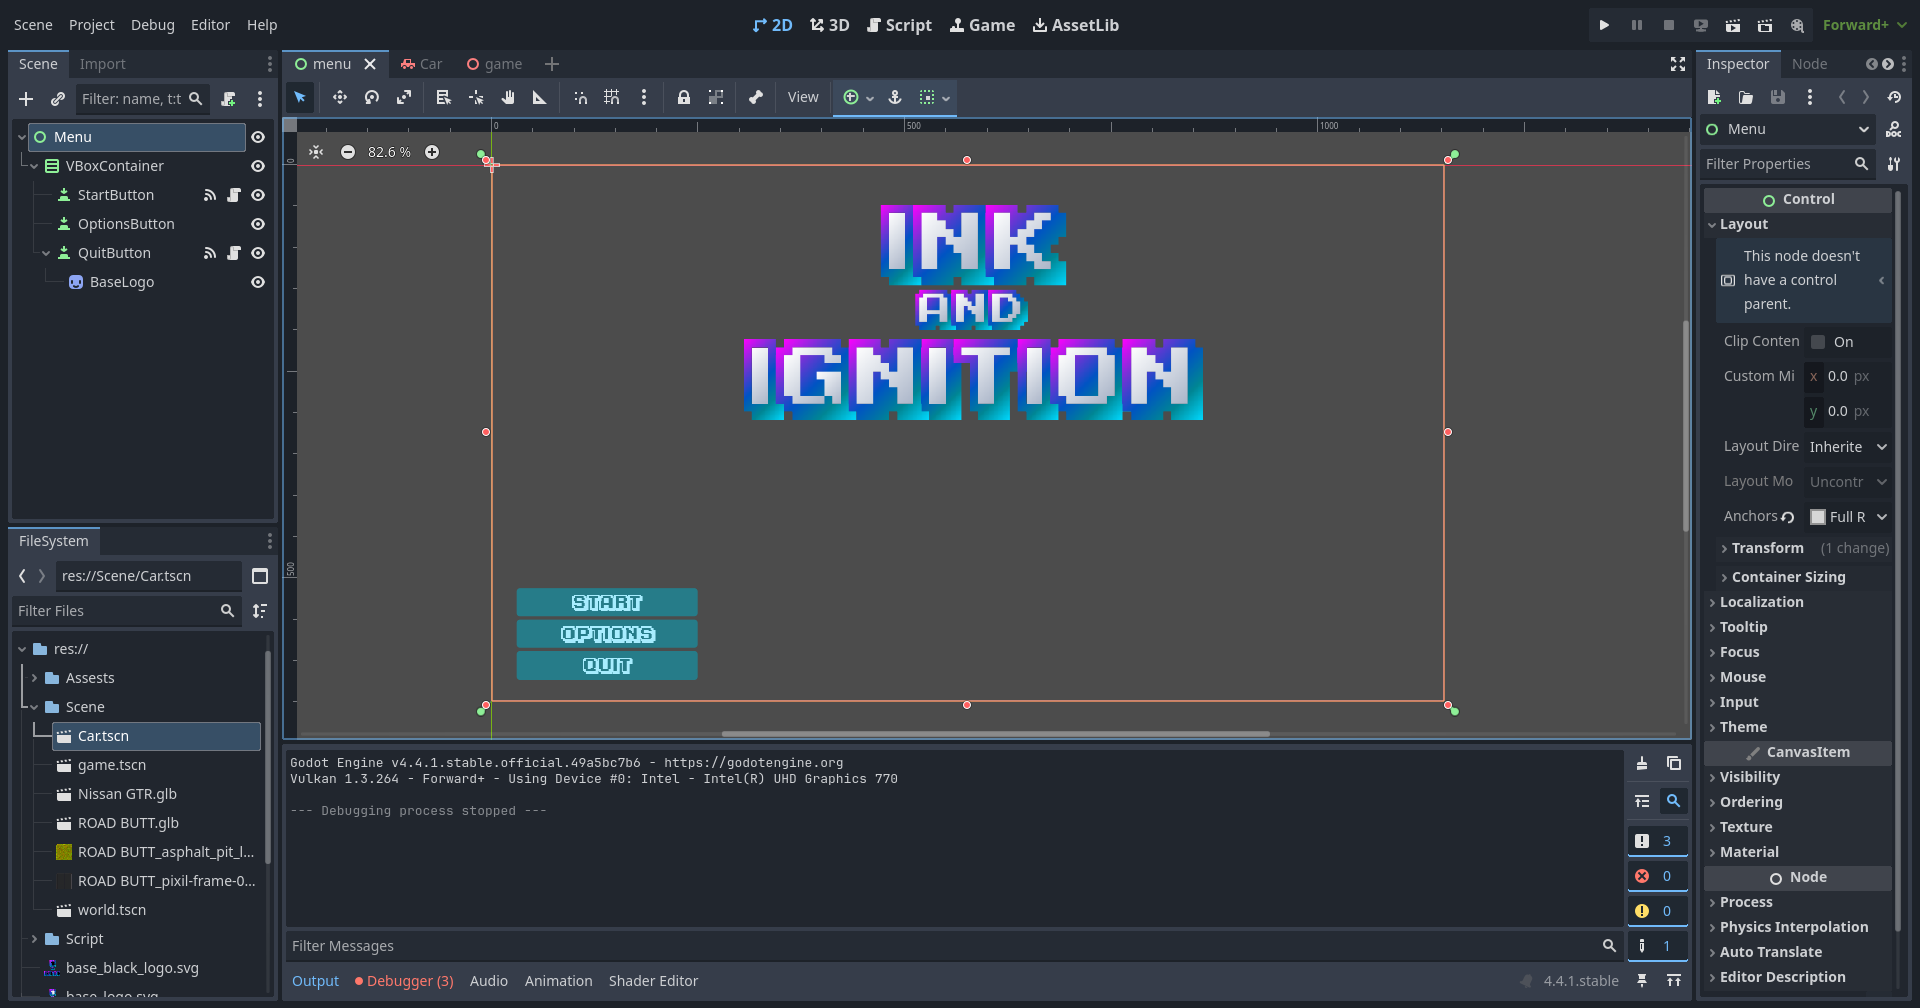 Scene Project Debug Editor Help
2D 3D Script Game AssetLib
Forward+
Scene Import
Filter: name, t:t
Menu
VBoxContainer
StartButton
OptionsButton
QuitButton
BaseLogo
FileSystem
res://Scene/Car.tscn
Filter Files
res://
Assests
Scene
Car.tscn
game.tscn
Nissan GTR.glb
ROAD BUTT.glb
ROAD BUTT_asphalt_pit_l...
ROAD BUTT_pixil-frame-0...
world.tscn
Script
base_black_logo.svg
base_logo.svg
menu Car game
View
0 500 1000
0
500
82.6 %
INK
AND
IGNITION
START
OPTIONS
QUIT
Godot Engine v4.4.1.stable.official.49a5bc7b6 - https://godotengine.org
Vulkan 1.3.264 - Forward+ - Using Device #0: Intel - Intel(R) UHD Graphics 770
--- Debugging process stopped ---
3
0
0
1
Filter Messages
Output Debugger (3) Audio Animation Shader Editor
4.4.1.stable
Inspector Node
Menu
DOC
Filter Properties
Control
Layout
This node doesn't
have a control
parent.
Clip Conten On
Custom Mi x 0.0 px
y 0.0 px
Layout Dire Inherite
Layout Mo Uncontr
Anchors Full R
Transform (1 change)
Container Sizing
Localization
Tooltip
Focus
Mouse
Input
Theme
CanvasItem
Visibility
Ordering
Texture
Material
Node
Process
Physics Interpolation
Auto Translate
Editor Description